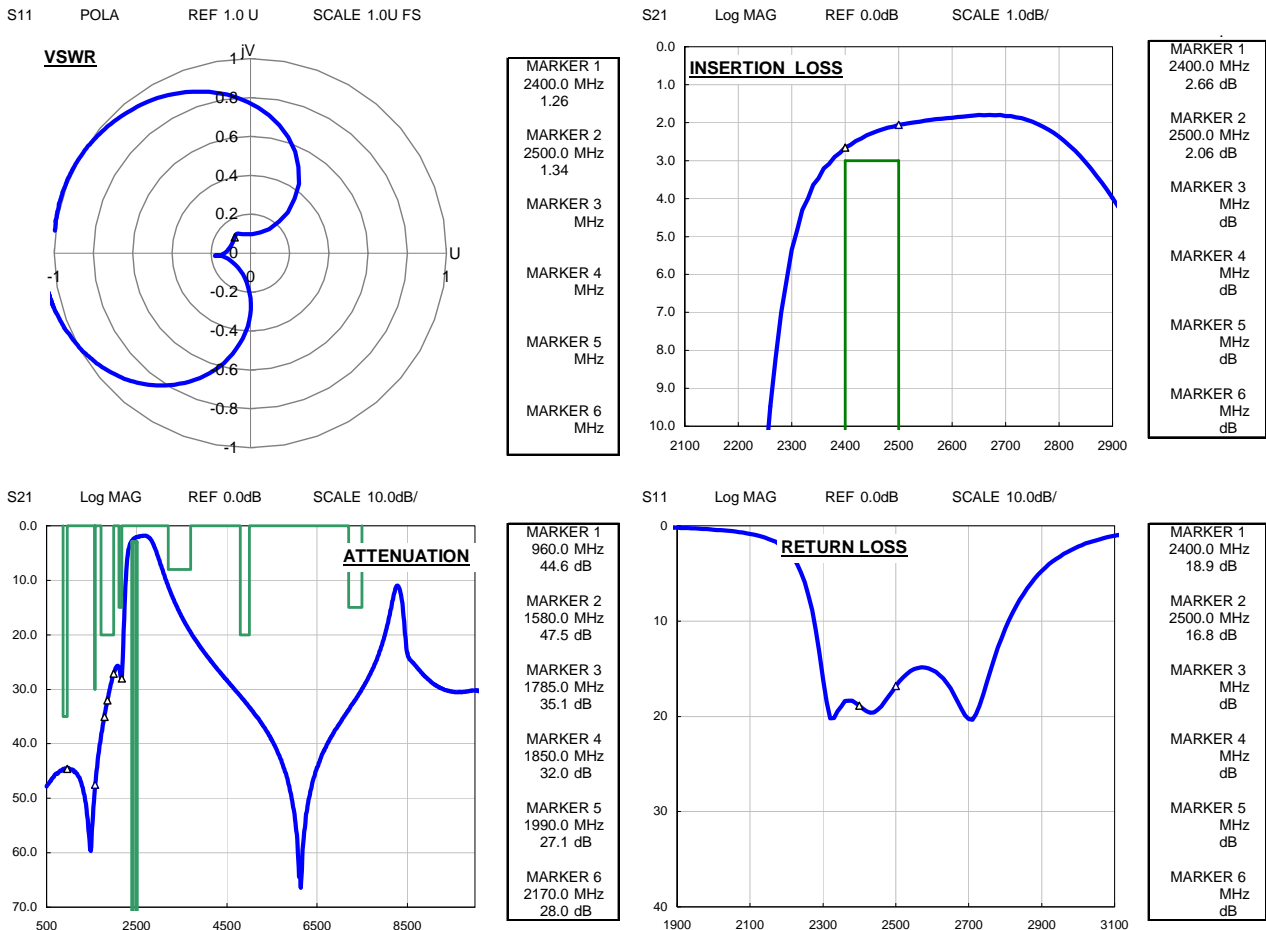 S11 POLA REF 1.0 U SCALE 1.0U FS
VSWR
jV
1
0.8
0.6
0.4
0.2
0
-0.2
-0.4
-0.6
-0.8
-1
-1 0 1
U
MARKER 1
2400.0 MHz
1.26
MARKER 2
2500.0 MHz
1.34
MARKER 3
MHz
MARKER 4
MHz
MARKER 5
MHz
MARKER 6
MHz
S21 Log MAG REF 0.0dB SCALE 1.0dB/
INSERTION LOSS
0.0
1.0
2.0
3.0
4.0
5.0
6.0
7.0
8.0
9.0
10.0
2100 2200 2300 2400 2500 2600 2700 2800 2900
MARKER 1
2400.0 MHz
2.66 dB
MARKER 2
2500.0 MHz
2.06 dB
MARKER 3
MHz
dB
MARKER 4
MHz
dB
MARKER 5
MHz
dB
MARKER 6
MHz
dB
S21 Log MAG REF 0.0dB SCALE 10.0dB/
ATTENUATION
0.0
10.0
20.0
30.0
40.0
50.0
60.0
70.0
500 2500 4500 6500 8500
MARKER 1
960.0 MHz
44.6 dB
MARKER 2
1580.0 MHz
47.5 dB
MARKER 3
1785.0 MHz
35.1 dB
MARKER 4
1850.0 MHz
32.0 dB
MARKER 5
1990.0 MHz
27.1 dB
MARKER 6
2170.0 MHz
28.0 dB
S11 Log MAG REF 0.0dB SCALE 10.0dB/
RETURN LOSS
0
10
20
30
40
1900 2100 2300 2500 2700 2900 3100
MARKER 1
2400.0 MHz
18.9 dB
MARKER 2
2500.0 MHz
16.8 dB
MARKER 3
MHz
dB
MARKER 4
MHz
dB
MARKER 5
MHz
dB
MARKER 6
MHz
dB